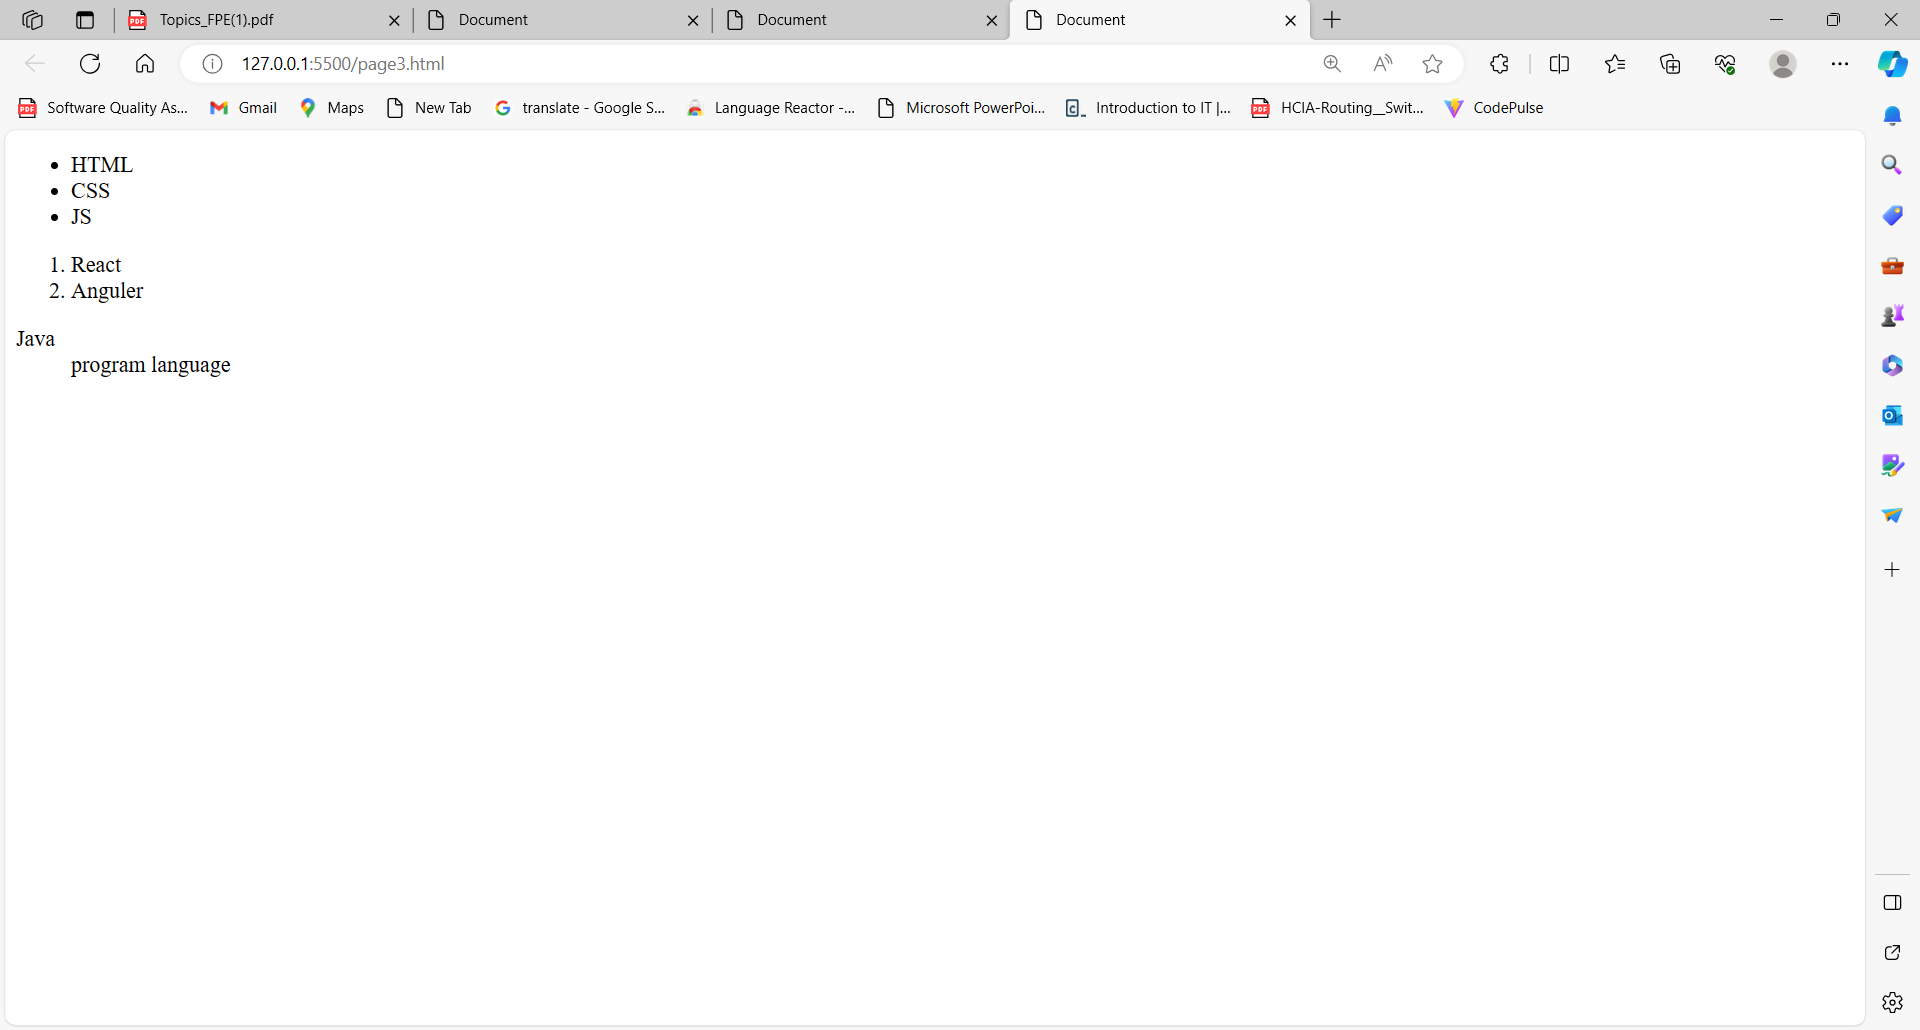 Topics_FPE(1).pdf
Document
Document
Document
127.0.0.1:5500/page3.html
Software Quality As...
Gmail
Maps
New Tab
translate - Google S...
Language Reactor -...
Microsoft PowerPoi...
Introduction to IT |...
HCIA-Routing__Swit...
CodePulse
• HTML
• CSS
• JS
1. React
2. Anguler
Java
program language